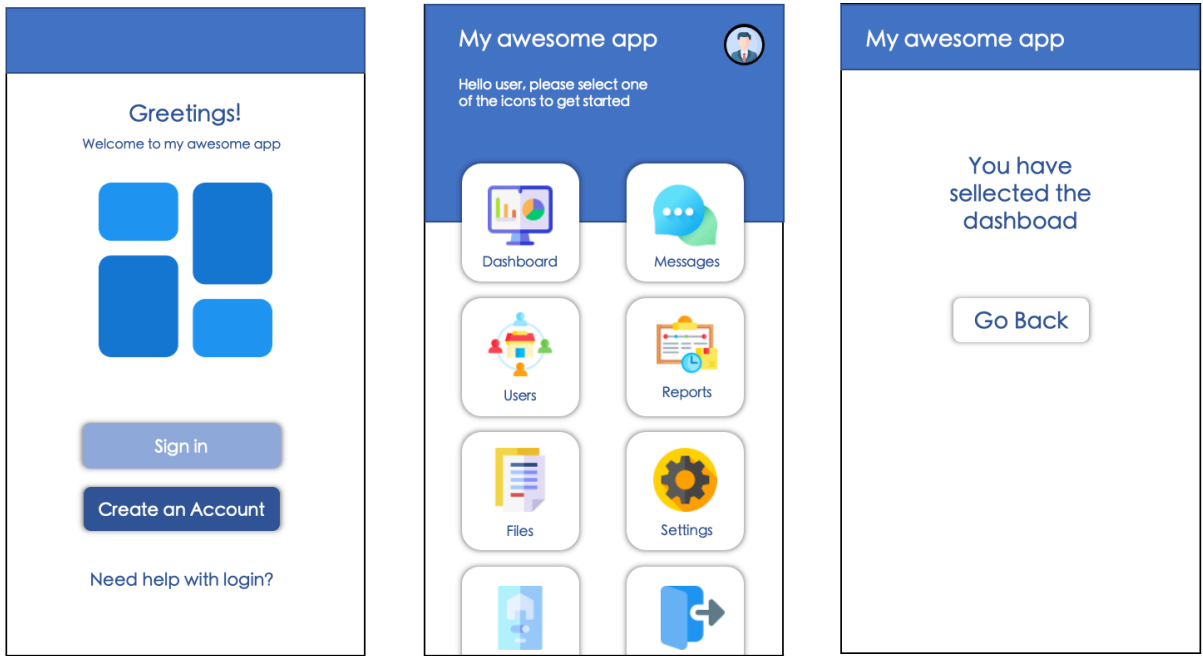 Greetings!
Welcome to my awesome app
Sign in
Create an Account
Need help with login?
My awesome app
Hello user, please select one
of the icons to get started
Dashboard
Messages
Users
Reports
Files
Settings
My awesome app
You have
sellected the
dashboad
Go Back